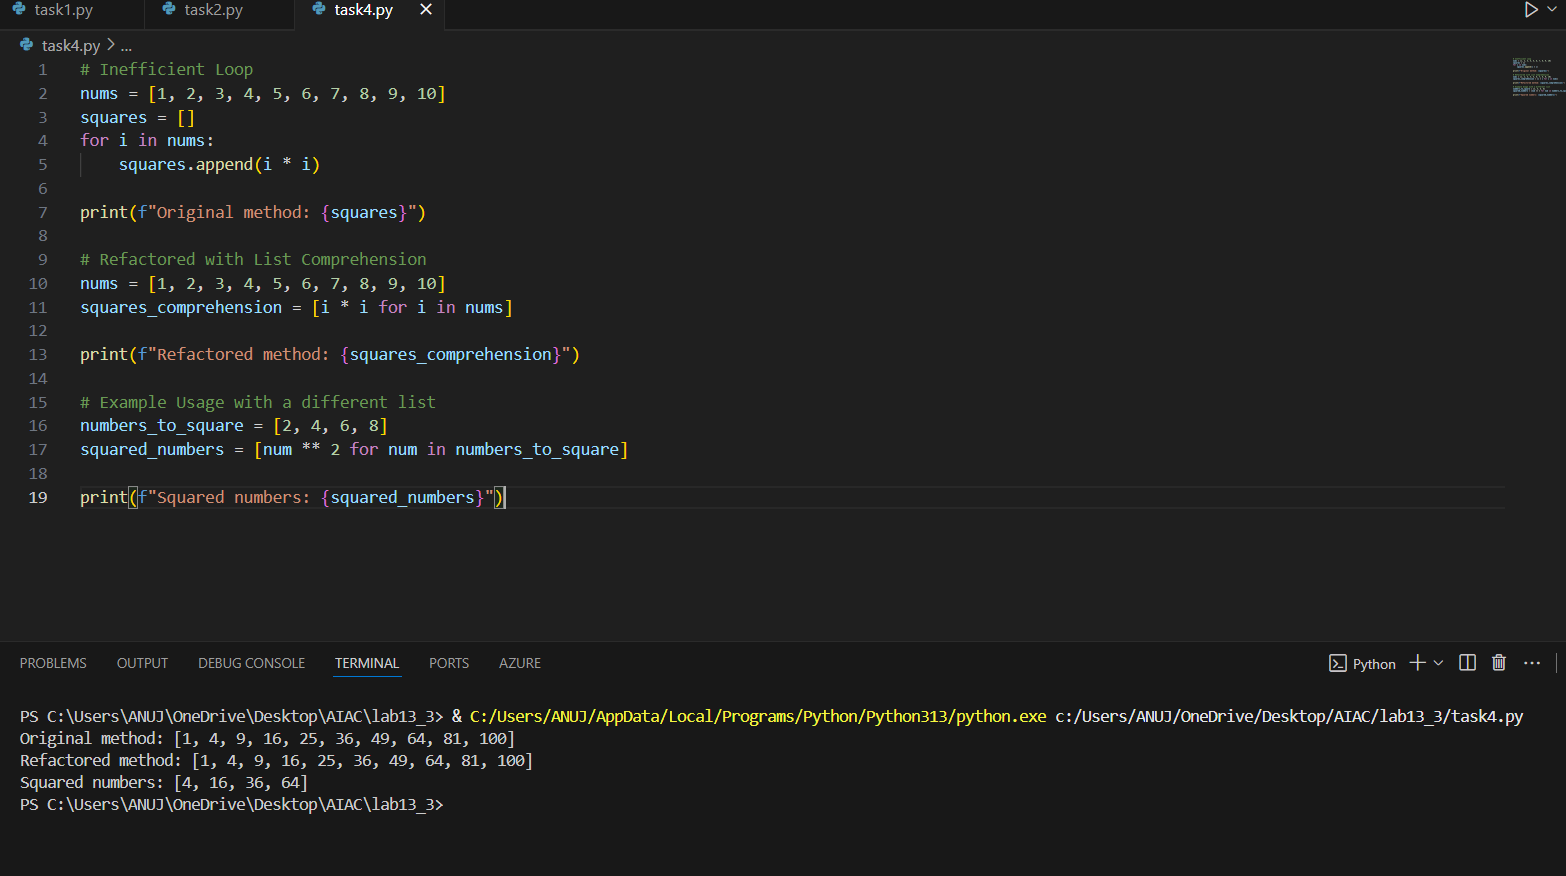 task1.py task2.py task4.py
task4.py > ...
1 # Inefficient Loop
2 nums = [1, 2, 3, 4, 5, 6, 7, 8, 9, 10]
3 squares = []
4 for i in nums:
5     squares.append(i * i)
6
7 print(f"Original method: {squares}")
8
9 # Refactored with List Comprehension
10 nums = [1, 2, 3, 4, 5, 6, 7, 8, 9, 10]
11 squares_comprehension = [i * i for i in nums]
12
13 print(f"Refactored method: {squares_comprehension}")
14
15 # Example Usage with a different list
16 numbers_to_square = [2, 4, 6, 8]
17 squared_numbers = [num ** 2 for num in numbers_to_square]
18
19 print(f"Squared numbers: {squared_numbers}")
PROBLEMS OUTPUT DEBUG CONSOLE TERMINAL PORTS AZURE Python
PS C:\Users\ANUJ\OneDrive\Desktop\AIAC\lab13_3> & C:/Users/ANUJ/AppData/Local/Programs/Python/Python313/python.exe c:/Users/ANUJ/OneDrive/Desktop/AIAC/lab13_3/task4.py
Original method: [1, 4, 9, 16, 25, 36, 49, 64, 81, 100]
Refactored method: [1, 4, 9, 16, 25, 36, 49, 64, 81, 100]
Squared numbers: [4, 16, 36, 64]
PS C:\Users\ANUJ\OneDrive\Desktop\AIAC\lab13_3>